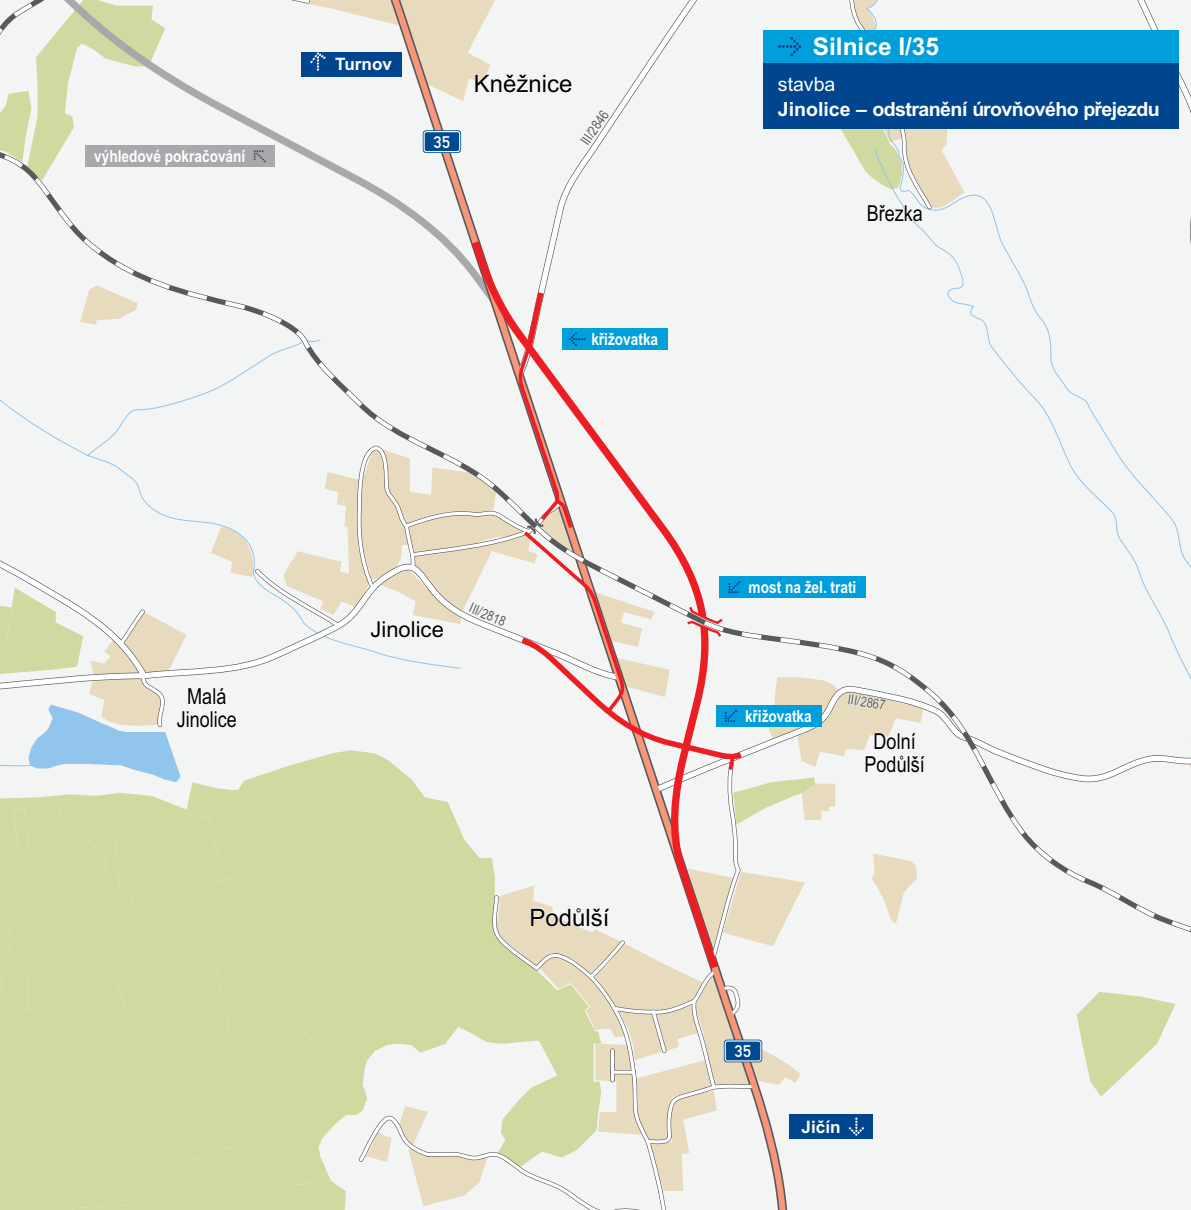 Silnice I/35
stavba
Jinolice – odstranění úrovňového přejezdu
Turnov
Kněžnice
35
III/2846
výhledové pokračování
Březka
křižovatka
most na žel. trati
III/2818
Jinolice
Malá
Jinolice
křižovatka
III/2867
Dolní
Podůlší
Podůlší
35
Jičín